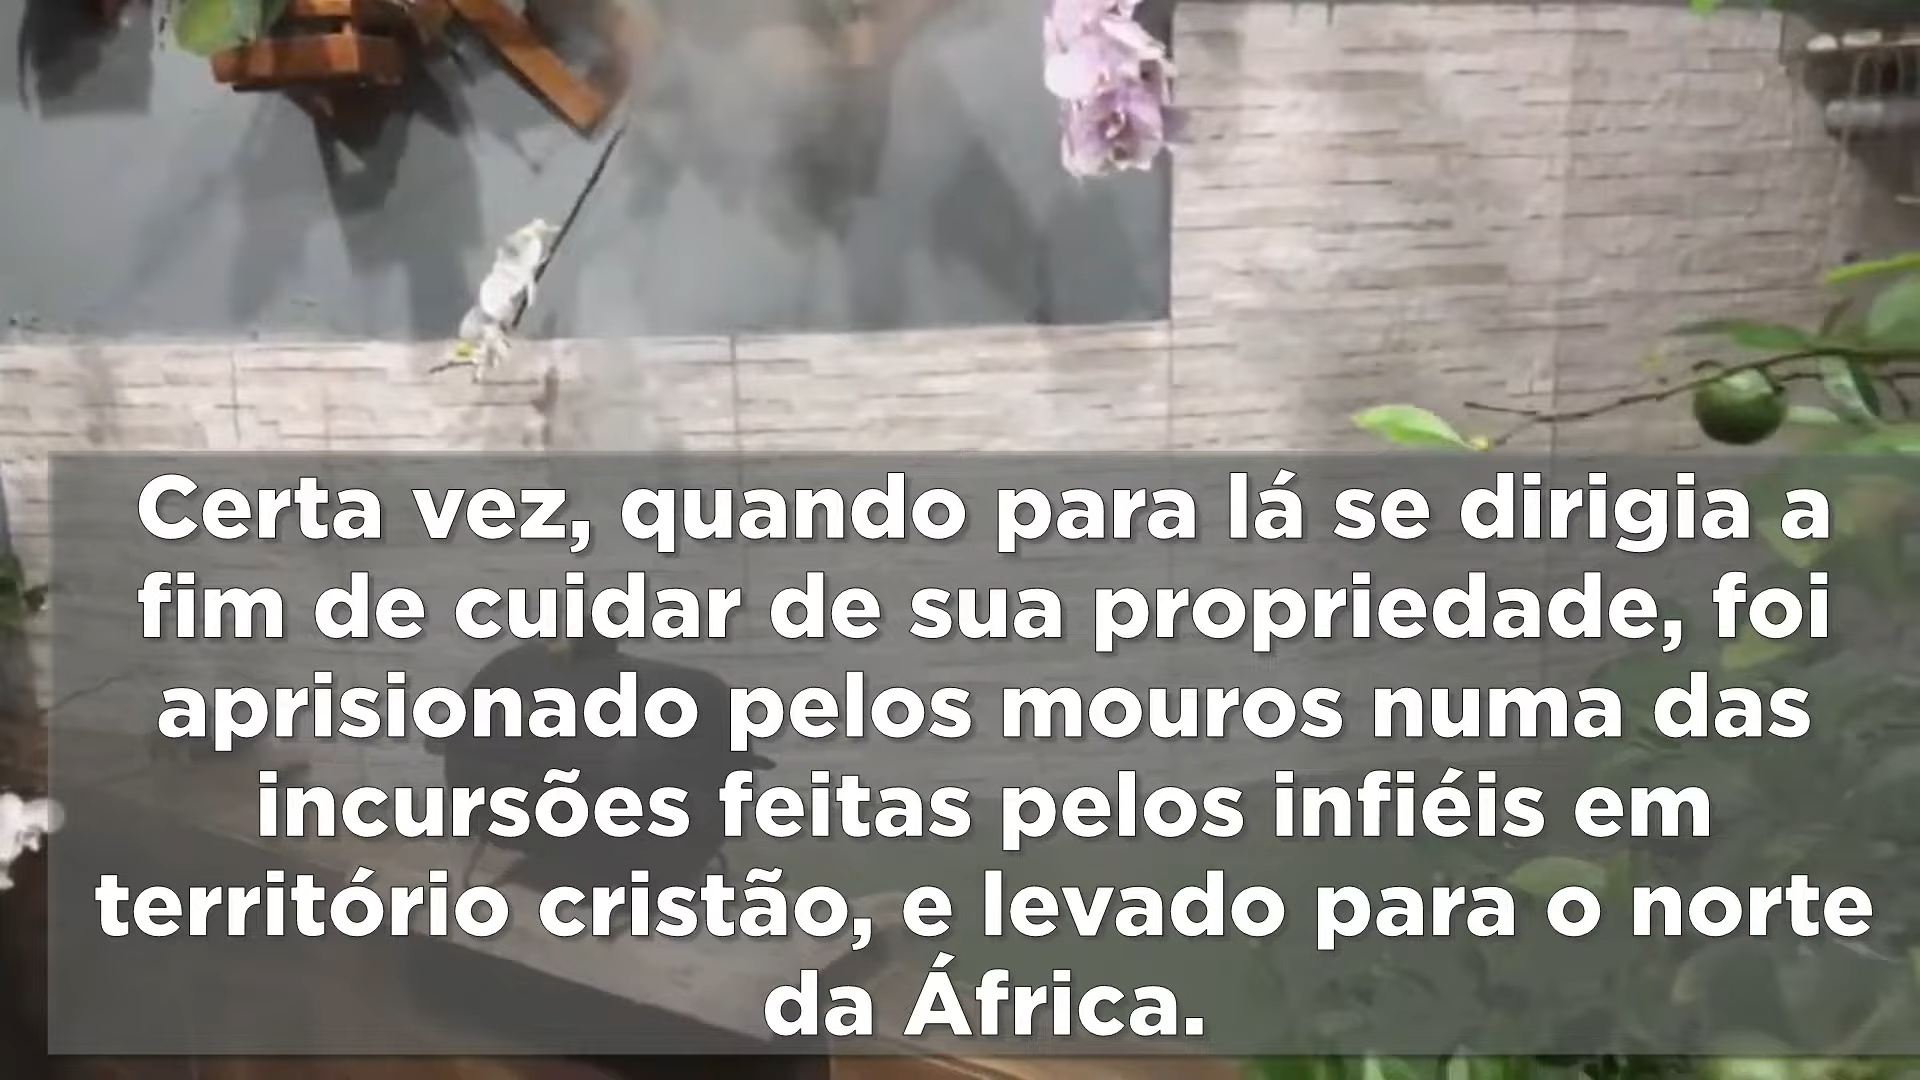 Certa vez, quando para lá se dirigia a
fim de cuidar de sua propriedade, foi
aprisionado pelos mouros numa das
incursões feitas pelos infiéis em
território cristão, e levado para o norte
da África.